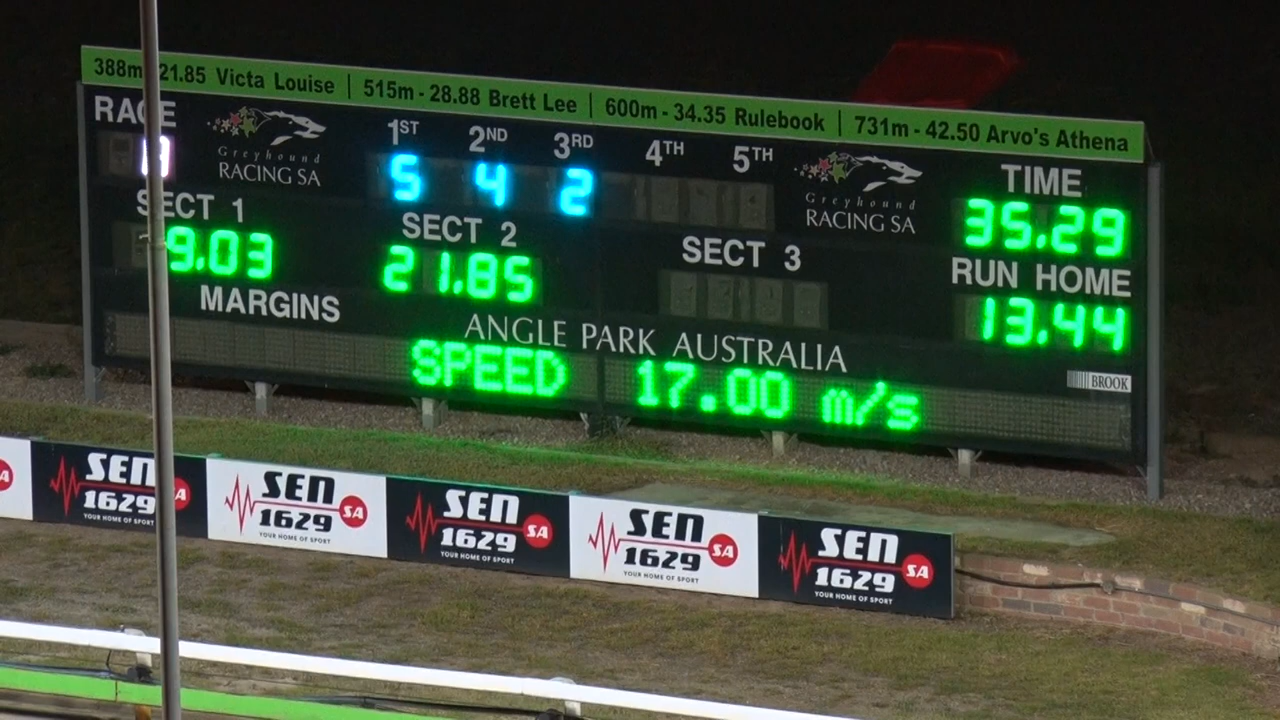 388m 21.85 Victa Louise | 515m - 28.88 Brett Lee | 600m - 34.35 Rulebook | 731m - 42.50 Arvo's Athena
RACE
Greyhound
RACING SA
1ST 2ND 3RD 4TH 5TH
5 4 2
Greyhound
RACING SA
TIME
35.29
SECT 1
9.03
SECT 2
21.85
SECT 3
RUN HOME
13.44
MARGINS
ANGLE PARK AUSTRALIA
SPEED 17.00 m/s
BROOK
SEN
1629
YOUR HOME OF SPORT
SEN
1629 SA
YOUR HOME OF SPORT
SEN
1629 SA
YOUR HOME OF SPORT
SEN
1629 SA
YOUR HOME OF SPORT
SEN
1629 SA
YOUR HOME OF SPORT